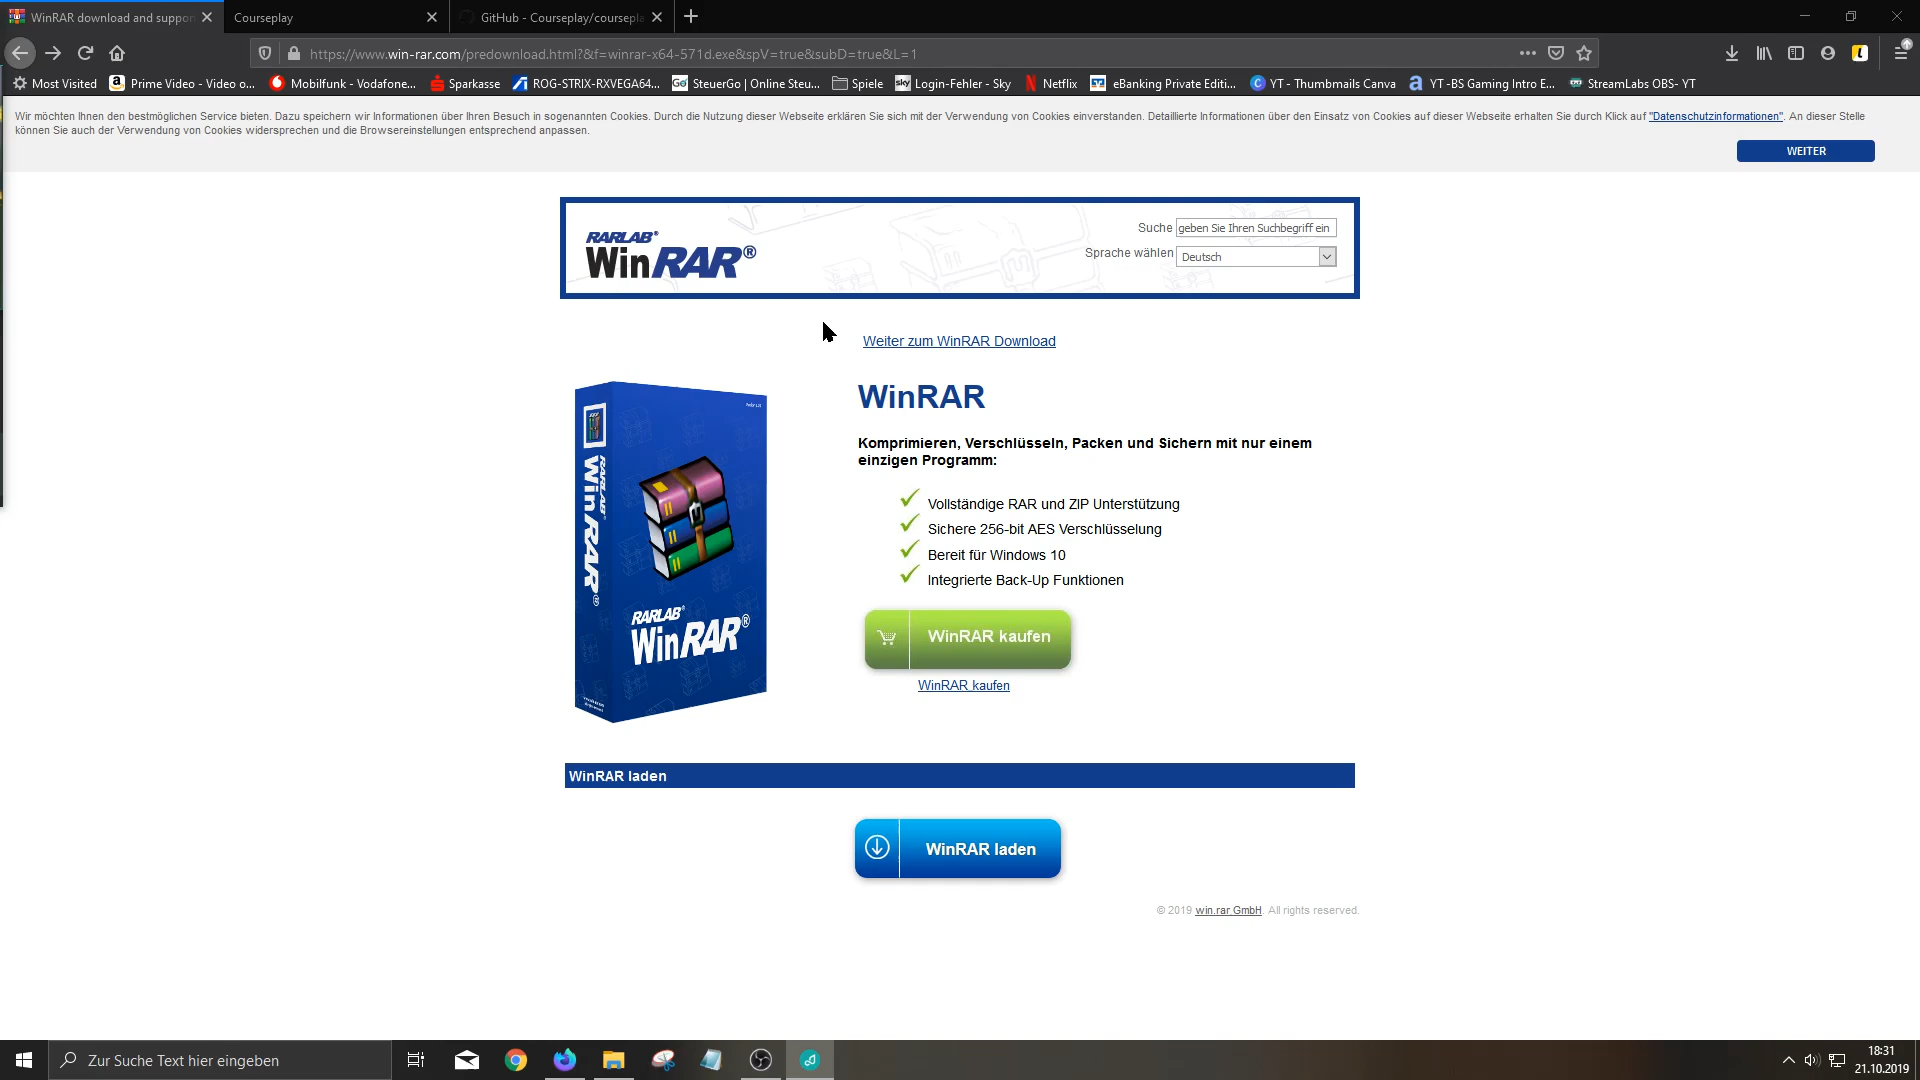 WinRAR download and suppor
Courseplay
GitHub - Courseplay/coursepla
https://www.win-rar.com/predownload.html?&f=winrar-x64-571d.exe&spV=true&subD=true&L=1
Most Visited
Prime Video - Video o...
Mobilfunk - Vodafone...
Sparkasse
ROG-STRIX-RXVEGA64...
SteuerGo | Online Steu...
Spiele
Login-Fehler - Sky
Netflix
eBanking Private Editi...
YT - Thumbmails Canva
YT -BS Gaming Intro E...
StreamLabs OBS- YT
Wir möchten Ihnen den bestmöglichen Service bieten. Dazu speichern wir Informationen über Ihren Besuch in sogenannten Cookies. Durch die Nutzung dieser Webseite erklären Sie sich mit der Verwendung von Cookies einverstanden. Detaillierte Informationen über den Einsatz von Cookies auf dieser Webseite erhalten Sie durch Klick auf "Datenschutzinformationen". An dieser Stelle
können Sie auch der Verwendung von Cookies widersprechen und die Browsereinstellungen entsprechend anpassen.
WEITER
RARLAB®
WinRAR®
Suche
geben Sie Ihren Suchbegriff ein
Sprache wählen
Deutsch
Weiter zum WinRAR Download
WinRAR
Komprimieren, Verschlüsseln, Packen und Sichern mit nur einem
einzigen Programm:
Vollständige RAR und ZIP Unterstützung
Sichere 256-bit AES Verschlüsselung
Bereit für Windows 10
Integrierte Back-Up Funktionen
RARLAB
WinRAR®
RARLAB®
WinRAR®
WinRAR kaufen
WinRAR kaufen
WinRAR laden
WinRAR laden
© 2019 win.rar GmbH. All rights reserved.
Zur Suche Text hier eingeben
18:31
21.10.2019